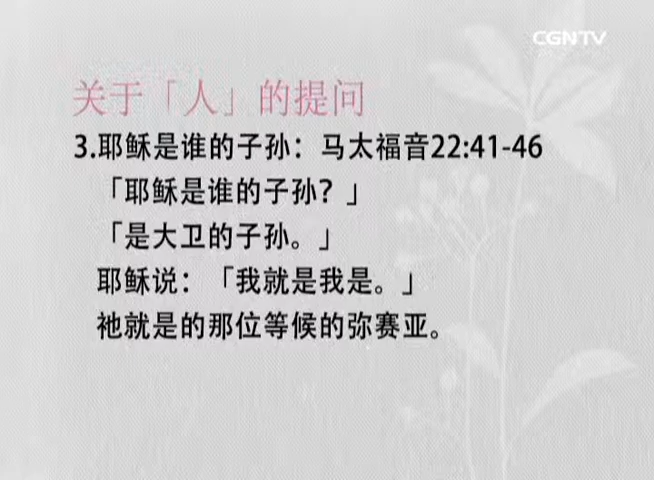 CGNTV
关于「人」的提问
3.耶稣是谁的子孙：马太福音22:41-46
「耶稣是谁的子孙？」
「是大卫的子孙。」
耶稣说：「我就是我是。」
祂就是的那位等候的弥赛亚。